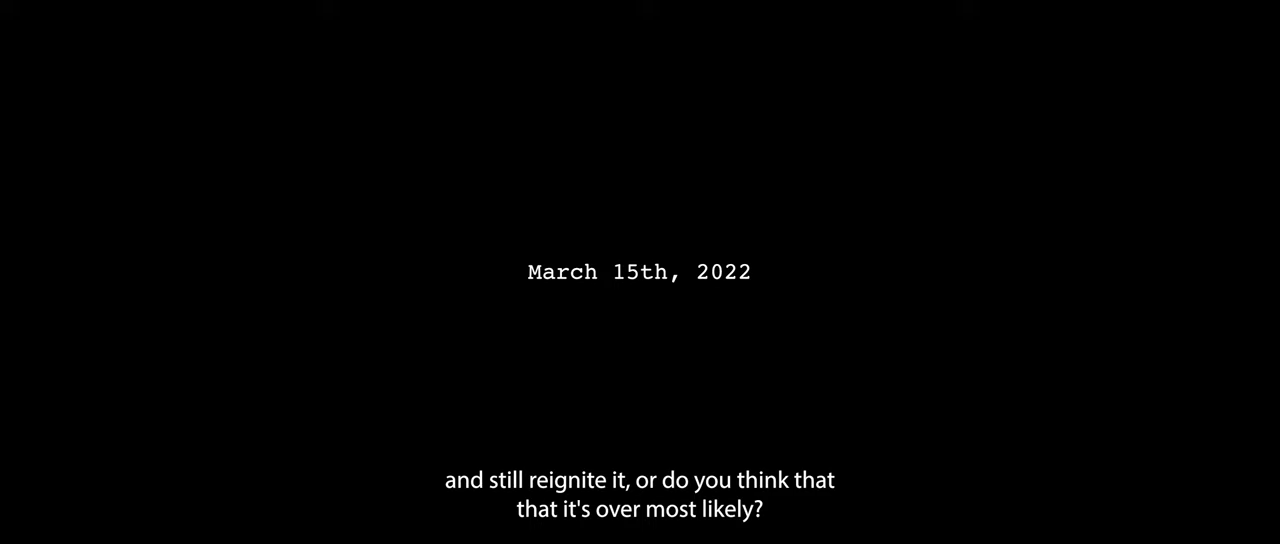 March 15th, 2022
and still reignite it, or do you think that
that it's over most likely?